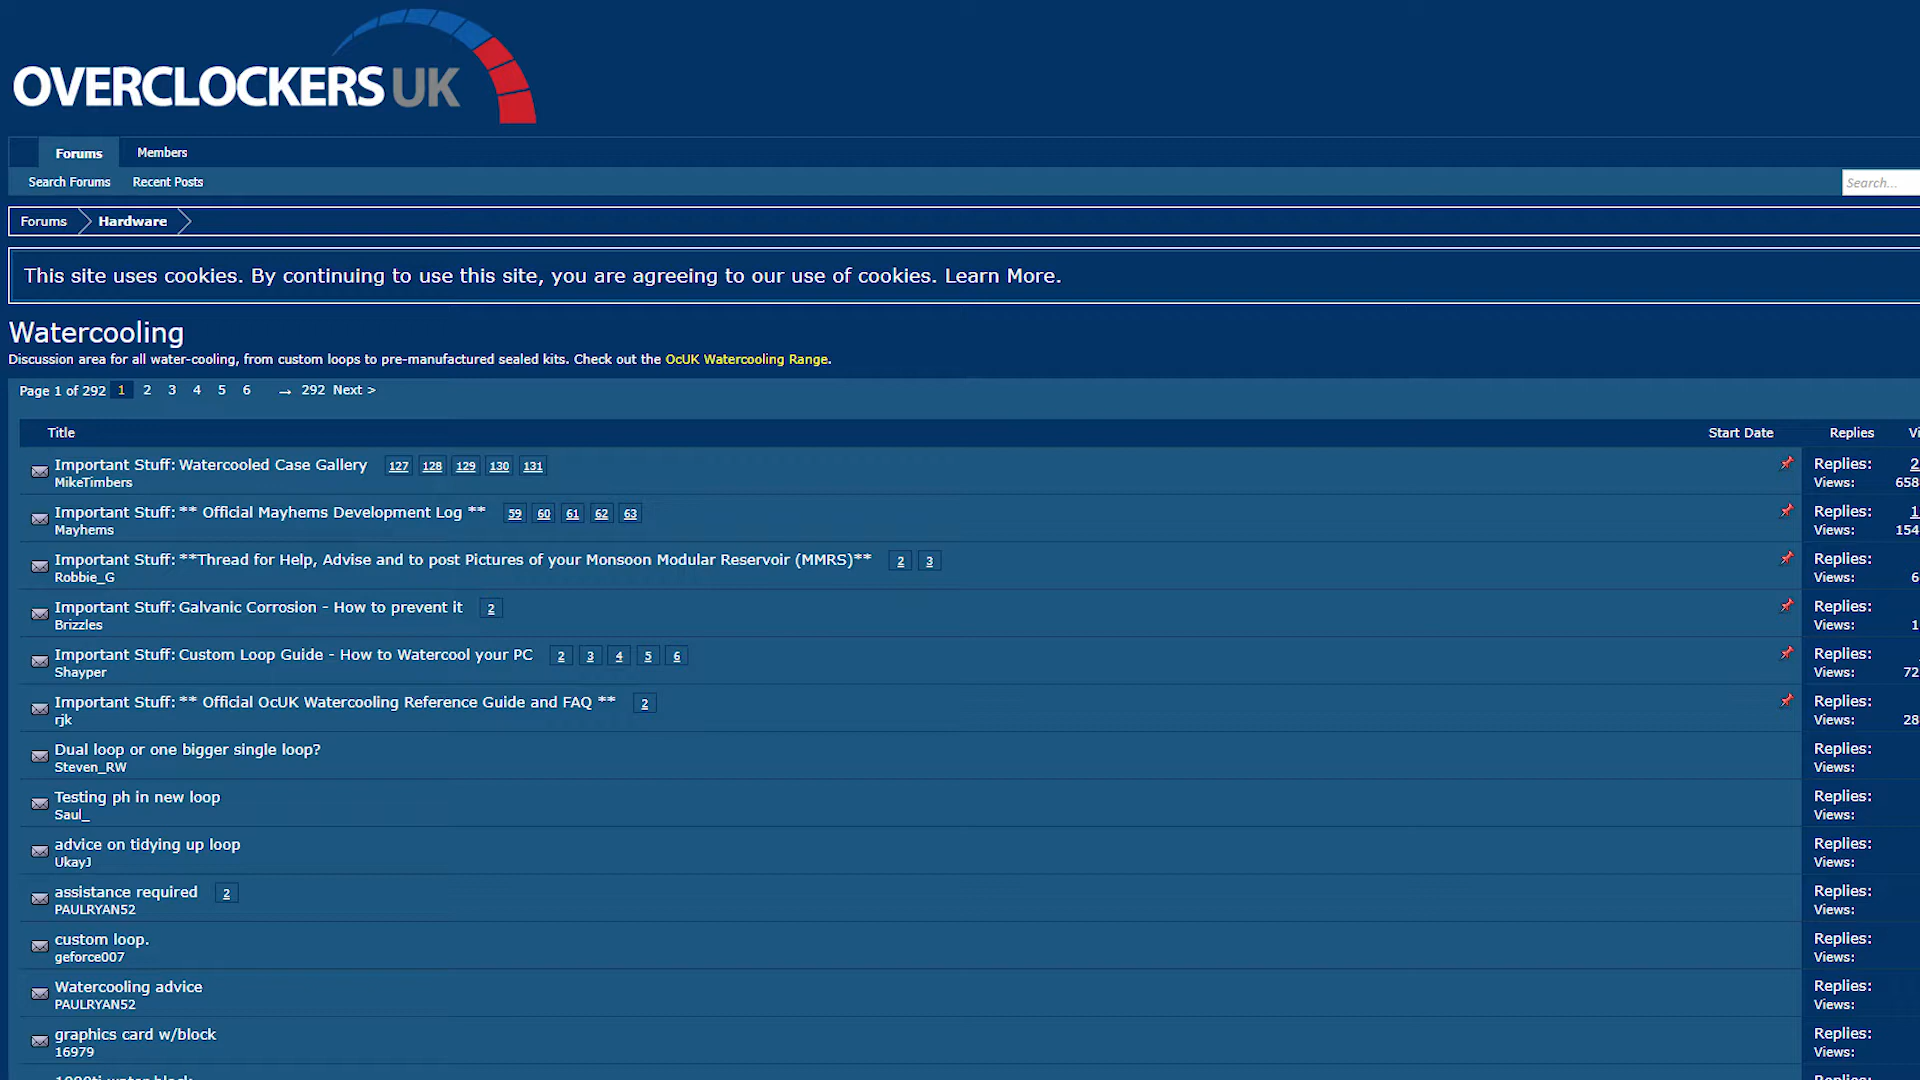 OVERCLOCKERS UK
Forums Members
Search Forums Recent Posts
Search...
Forums Hardware
This site uses cookies. By continuing to use this site, you are agreeing to our use of cookies. Learn More.
Watercooling
Discussion area for all water-cooling, from custom loops to pre-manufactured sealed kits. Check out the OcUK Watercooling Range.
Page 1 of 292 1 2 3 4 5 6 → 292 Next >
Title Start Date Replies
Important Stuff: Watercooled Case Gallery 127 128 129 130 131 Replies: 2
MikeTimbers Views: 658
Important Stuff: ** Official Mayhems Development Log ** 59 60 61 62 63 Replies: 1
Mayhems Views: 154
Important Stuff: **Thread for Help, Advise and to post Pictures of your Monsoon Modular Reservoir (MMRS)** 2 3 Replies:
Robbie_G Views: 6
Important Stuff: Galvanic Corrosion - How to prevent it 2 Replies:
Brizzles Views: 1
Important Stuff: Custom Loop Guide - How to Watercool your PC 2 3 4 5 6 Replies:
Shayper Views: 72
Important Stuff: ** Official OcUK Watercooling Reference Guide and FAQ ** 2 Replies:
rjk Views: 28
Dual loop or one bigger single loop? Replies:
Steven_RW Views:
Testing ph in new loop Replies:
Saul_ Views:
advice on tidying up loop Replies:
UkayJ Views:
assistance required 2 Replies:
PAULRYAN52 Views:
custom loop. Replies:
geforce007 Views:
Watercooling advice Replies:
PAULRYAN52 Views:
graphics card w/block Replies:
16979 Views: